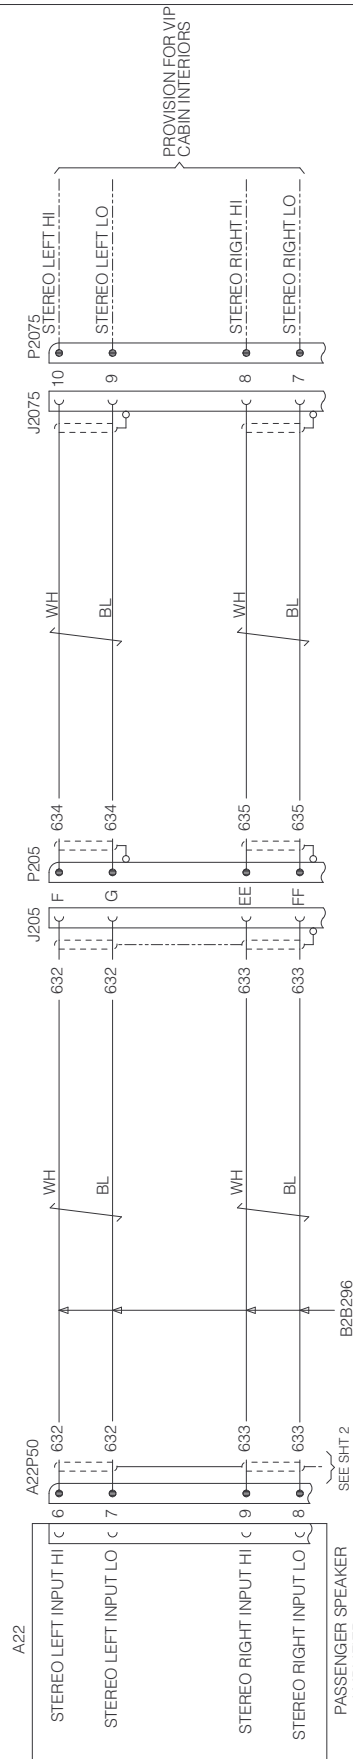 A22
STEREO LEFT INPUT HI
STEREO LEFT INPUT LO
STEREO RIGHT INPUT HI
STEREO RIGHT INPUT LO
PASSENGER SPEAKER
6
7
9
8
A22P50
632
632
633
633
SEE SHT 2
B2B296
WH
BL
WH
BL
632
632
633
633
J205
F
G
EE
FF
P205
634
634
635
635
WH
BL
WH
BL
J2075
10
9
8
7
P2075
STEREO LEFT HI
STEREO LEFT LO
STEREO RIGHT HI
STEREO RIGHT LO
PROVISION FOR VIP
CABIN INTERIORS